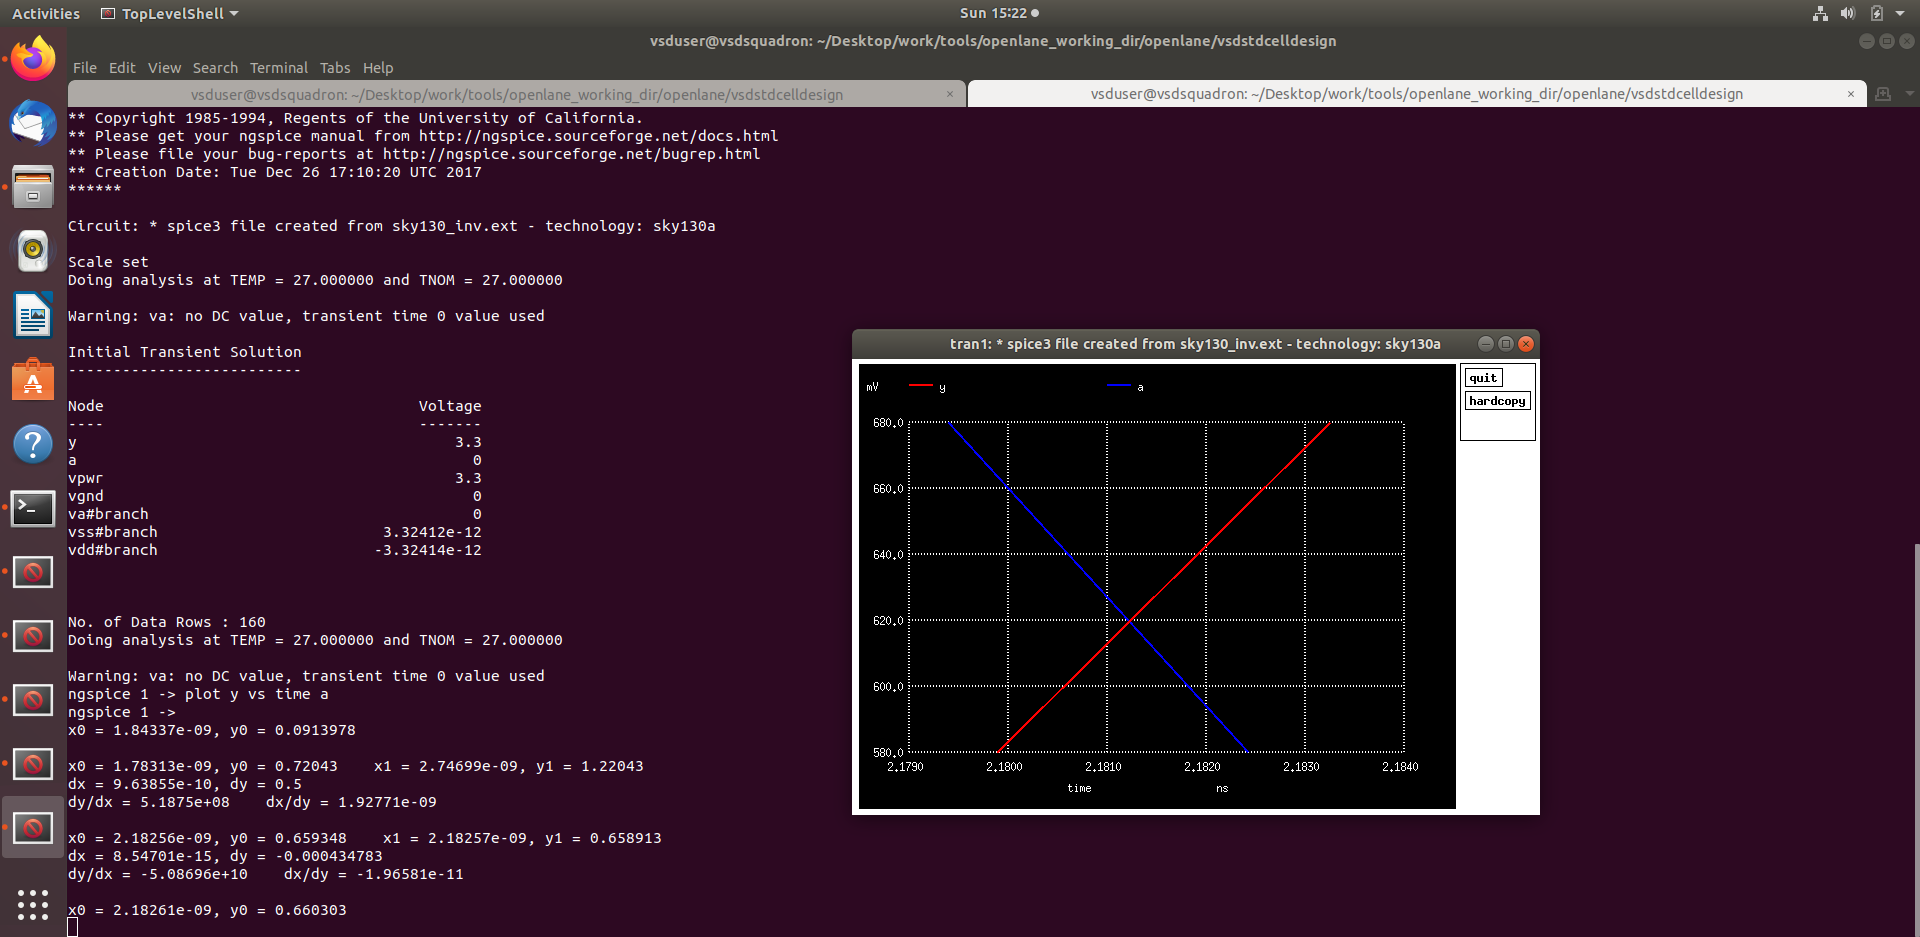 Activities TopLevelShell Sun 15:22
vsduser@vsdsquadron: ~/Desktop/work/tools/openlane_working_dir/openlane/vsdstdcelldesign
File Edit View Search Terminal Tabs Help
vsduser@vsdsquadron: ~/Desktop/work/tools/openlane_working_dir/openlane/vsdstdcelldesign × vsduser@vsdsquadron: ~/Desktop/work/tools/openlane_working_dir/openlane/vsdstdcelldesign ×
** Copyright 1985-1994, Regents of the University of California.
** Please get your ngspice manual from http://ngspice.sourceforge.net/docs.html
** Please file your bug-reports at http://ngspice.sourceforge.net/bugrep.html
** Creation Date: Tue Dec 26 17:10:20 UTC 2017
******
Circuit: * spice3 file created from sky130_inv.ext - technology: sky130a
Scale set
Doing analysis at TEMP = 27.000000 and TNOM = 27.000000
Warning: va: no DC value, transient time 0 value used
Initial Transient Solution
--------------------------
Node Voltage
---- -------
y 3.3
a 0
vpwr 3.3
vgnd 0
va#branch 0
vss#branch 3.32412e-12
vdd#branch -3.32414e-12
No. of Data Rows : 160
Doing analysis at TEMP = 27.000000 and TNOM = 27.000000
Warning: va: no DC value, transient time 0 value used
ngspice 1 -> plot y vs time a
ngspice 1 ->
x0 = 1.84337e-09, y0 = 0.0913978
x0 = 1.78313e-09, y0 = 0.72043 x1 = 2.74699e-09, y1 = 1.22043
dx = 9.63855e-10, dy = 0.5
dy/dx = 5.1875e+08 dx/dy = 1.92771e-09
x0 = 2.18256e-09, y0 = 0.659348 x1 = 2.18257e-09, y1 = 0.658913
dx = 8.54701e-15, dy = -0.000434783
dy/dx = -5.08696e+10 dx/dy = -1.96581e-11
x0 = 2.18261e-09, y0 = 0.660303
tran1: * spice3 file created from sky130_inv.ext - technology: sky130a
quit
hardcopy
mV y a
680.0
660.0
640.0
620.0
600.0
580.0
2.1790 2.1800 2.1810 2.1820 2.1830 2.1840
time ns